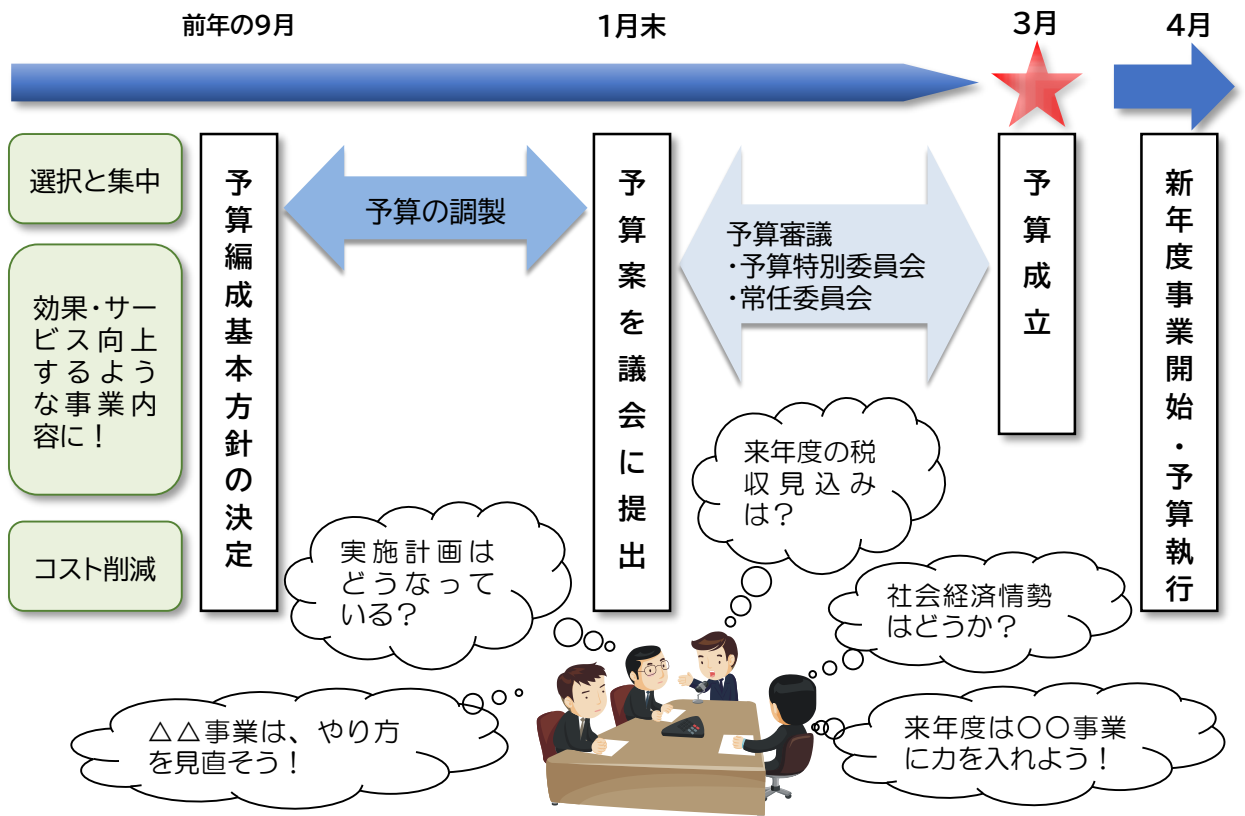 前年の9月
1月末
3月
4月
選択と集中
効果・サー
ビス向上
するよう
な事業内
容に！
コスト削減
予算編成基本方針の決定
予算の調製
予算案を議会に提出
予算審議
・予算特別委員会
・常任委員会
予算成立
新年度事業開始・予算執行
実施計画は
どうなって
いる？
来年度の税
収見込み
は？
社会経済情勢
はどうか？
△△事業は、やり方
を見直そう！
来年度は〇〇事業
に力を入れよう！